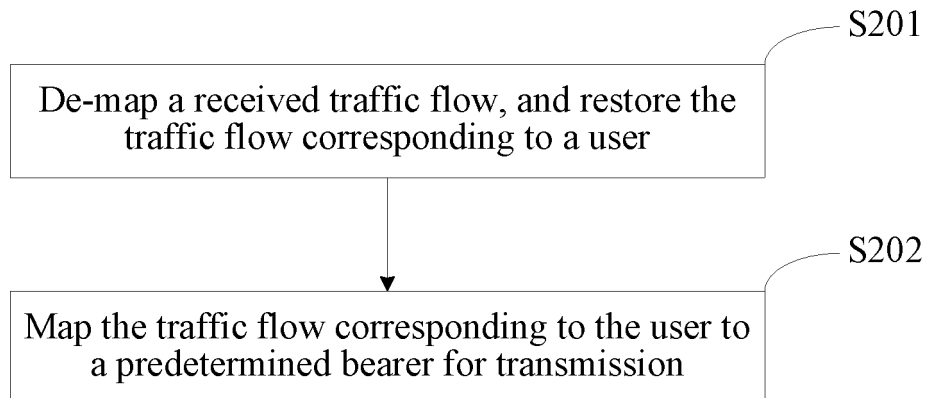 S201
De-map a received traffic flow, and restore the
traffic flow corresponding to a user
S202
Map the traffic flow corresponding to the user to
a predetermined bearer for transmission